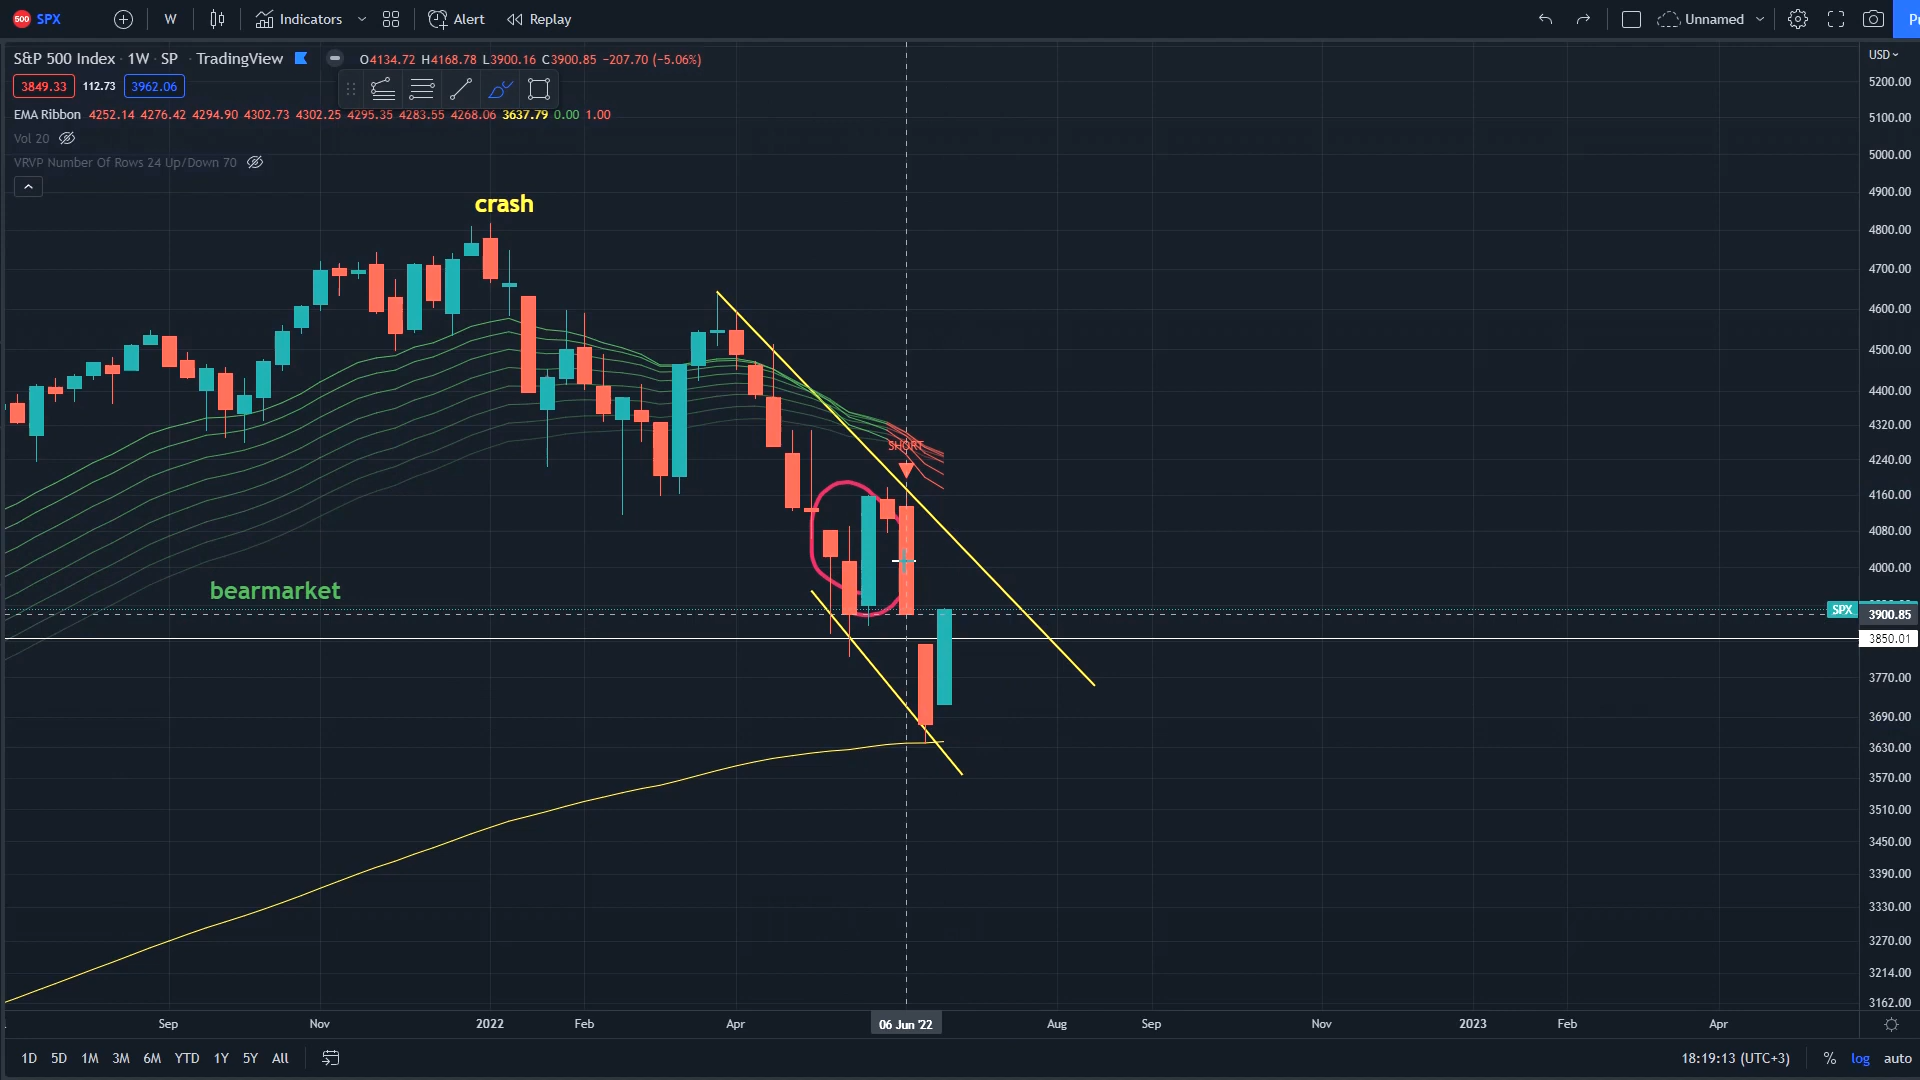 500 SPX W Indicators Alert Replay Unnamed
S&P 500 Index · 1W · SP · TradingView O4134.72 H4168.78 L3900.16 C3900.85 −207.70 (−5.06%)
USD
3849.33 112.73 3962.06
EMA Ribbon 4252.14 4276.42 4294.90 4302.73 4302.25 4295.35 4283.55 4268.06 3637.79 0.00 1.00
Vol 20
VRVP Number Of Rows 24 Up/Down 70
crash
SHORT
bearmarket
5200.00
5100.00
5000.00
4900.00
4800.00
4700.00
4600.00
4500.00
4400.00
4320.00
4240.00
4160.00
4080.00
4000.00
SPX 3900.85
3850.01
3770.00
3690.00
3630.00
3570.00
3510.00
3450.00
3390.00
3330.00
3270.00
3214.00
3162.00
Sep Nov 2022 Feb Apr 06 Jun '22 Aug Sep Nov 2023 Feb Apr
1D 5D 1M 3M 6M YTD 1Y 5Y All 18:19:13 (UTC+3) % log auto